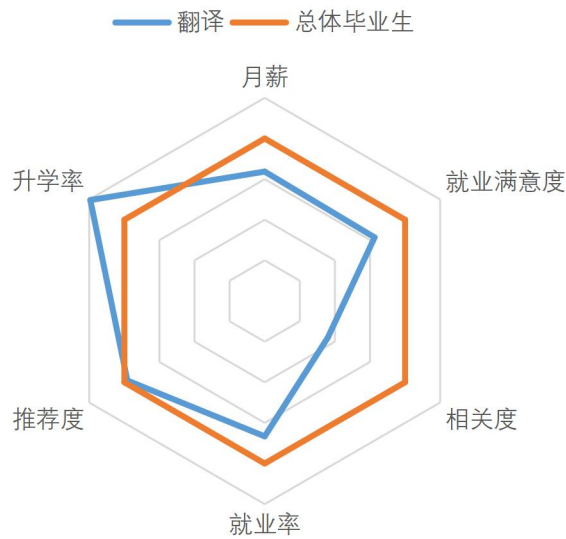 翻译 总体毕业生
月薪
升学率 就业满意度
推荐度 相关度
就业率